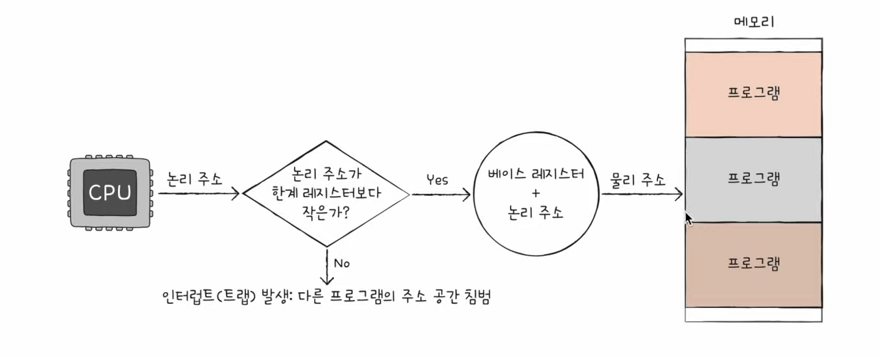 메모리
프로그램
CPU
논리 주소
논리 주소가
한계 레지스터보다
작은가?
Yes
베이스 레지스터
+
논리 주소
물리 주소
프로그램
No
프로그램
인터럽트(트랩) 발생: 다른 프로그램의 주소 공간 침범